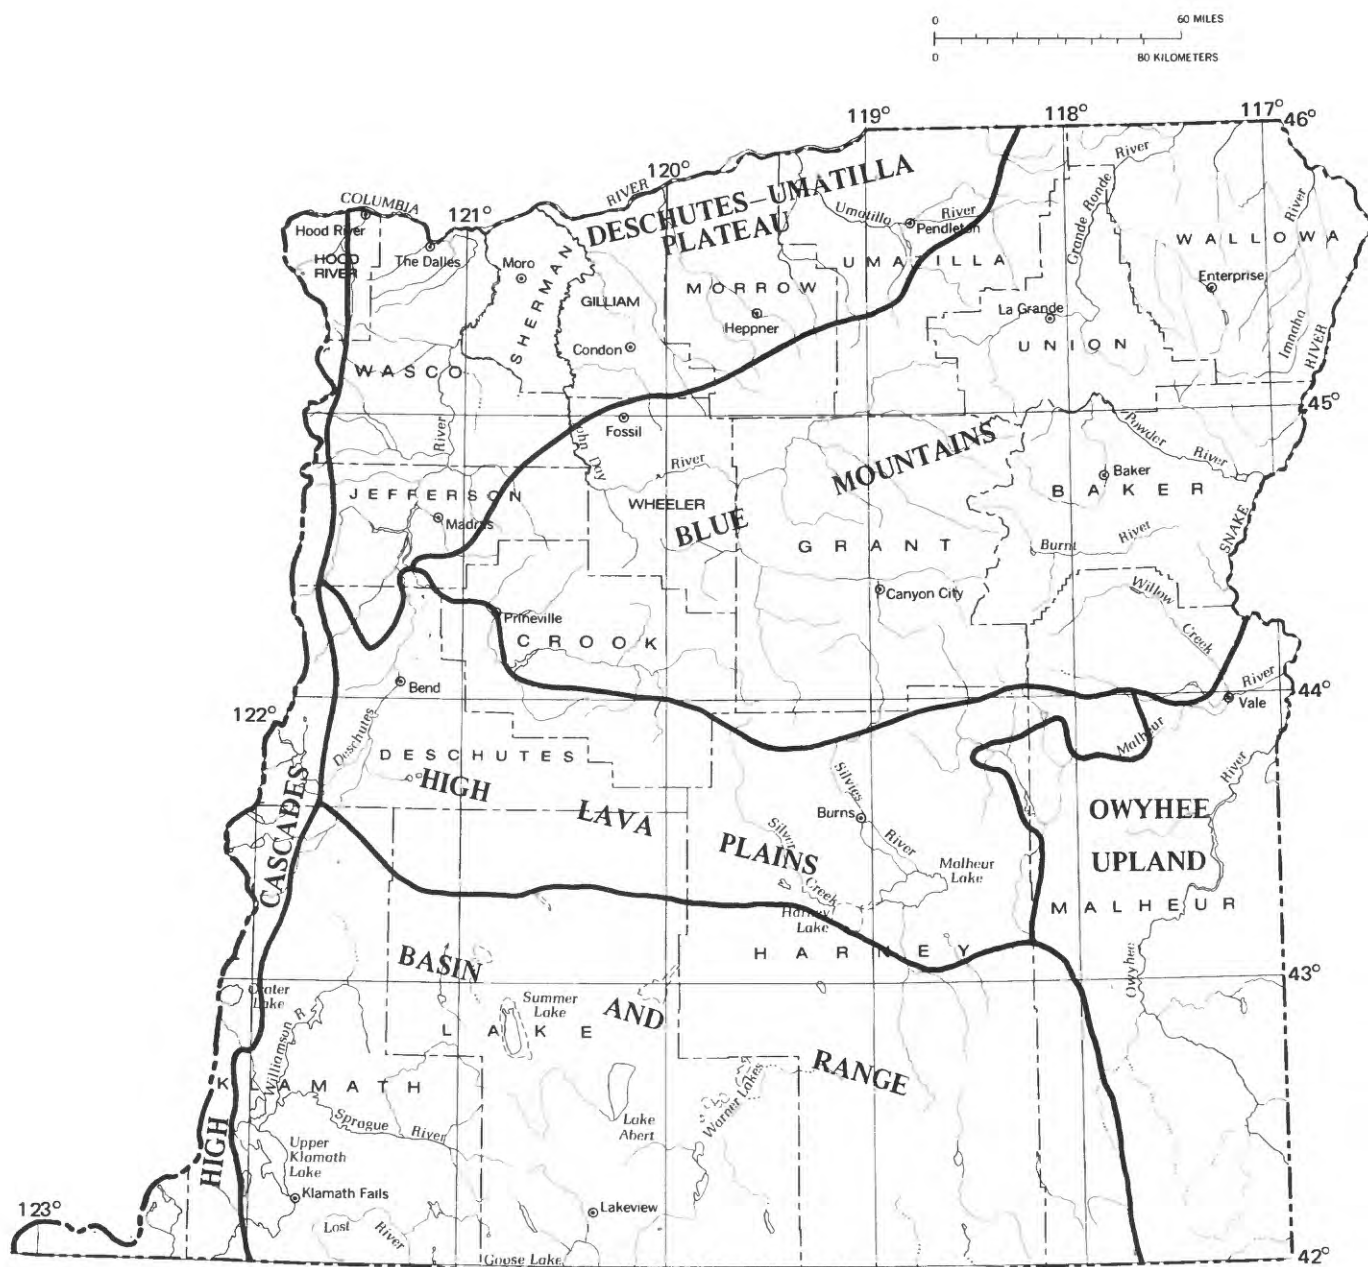 0 60 MILES
0 80 KILOMETERS
119° 118° 117°
46°
120°
COLUMBIA
RIVER
121°
DESCHUTES–UMATILLA
PLATEAU
Umatilla River
Pendleton
Grande Ronde
River
River
WALLOWA
Hood River
HOOD
RIVER
The Dalles
Moro
SHERMAN
GILLIAM
MORROW
UMATILLA
Enterprise
Heppner
La Grande
Imnaha
RIVER
Condon
UNION
WASCO
45°
River
Fossil
John Day
River
MOUNTAINS
Powder
River
Baker
BAKER
JEFFERSON
Madras
WHEELER
BLUE
GRANT
Burnt River
SNAKE
Canyon City
Willow
Creek
Prineville
CROOK
Bend
River
Vale
44°
122°
Deschutes
Malheur
DESCHUTES
HIGH
LAVA
PLAINS
Silvies
River
Burns
Silver
Creek
River
OWYHEE
UPLAND
CASCADES
Malheur
Lake
Harney
Lake
MALHEUR
HARNEY
BASIN
AND
RANGE
Owyhee
43°
Crater
Lake
Summer
Lake
LAKE
Williamson R
KLAMATH
Sprague River
Lake
Abert
Warner Lakes
HIGH
Upper
Klamath
Lake
Klamath Falls
Lakeview
123°
Lost River
Goose Lake
42°